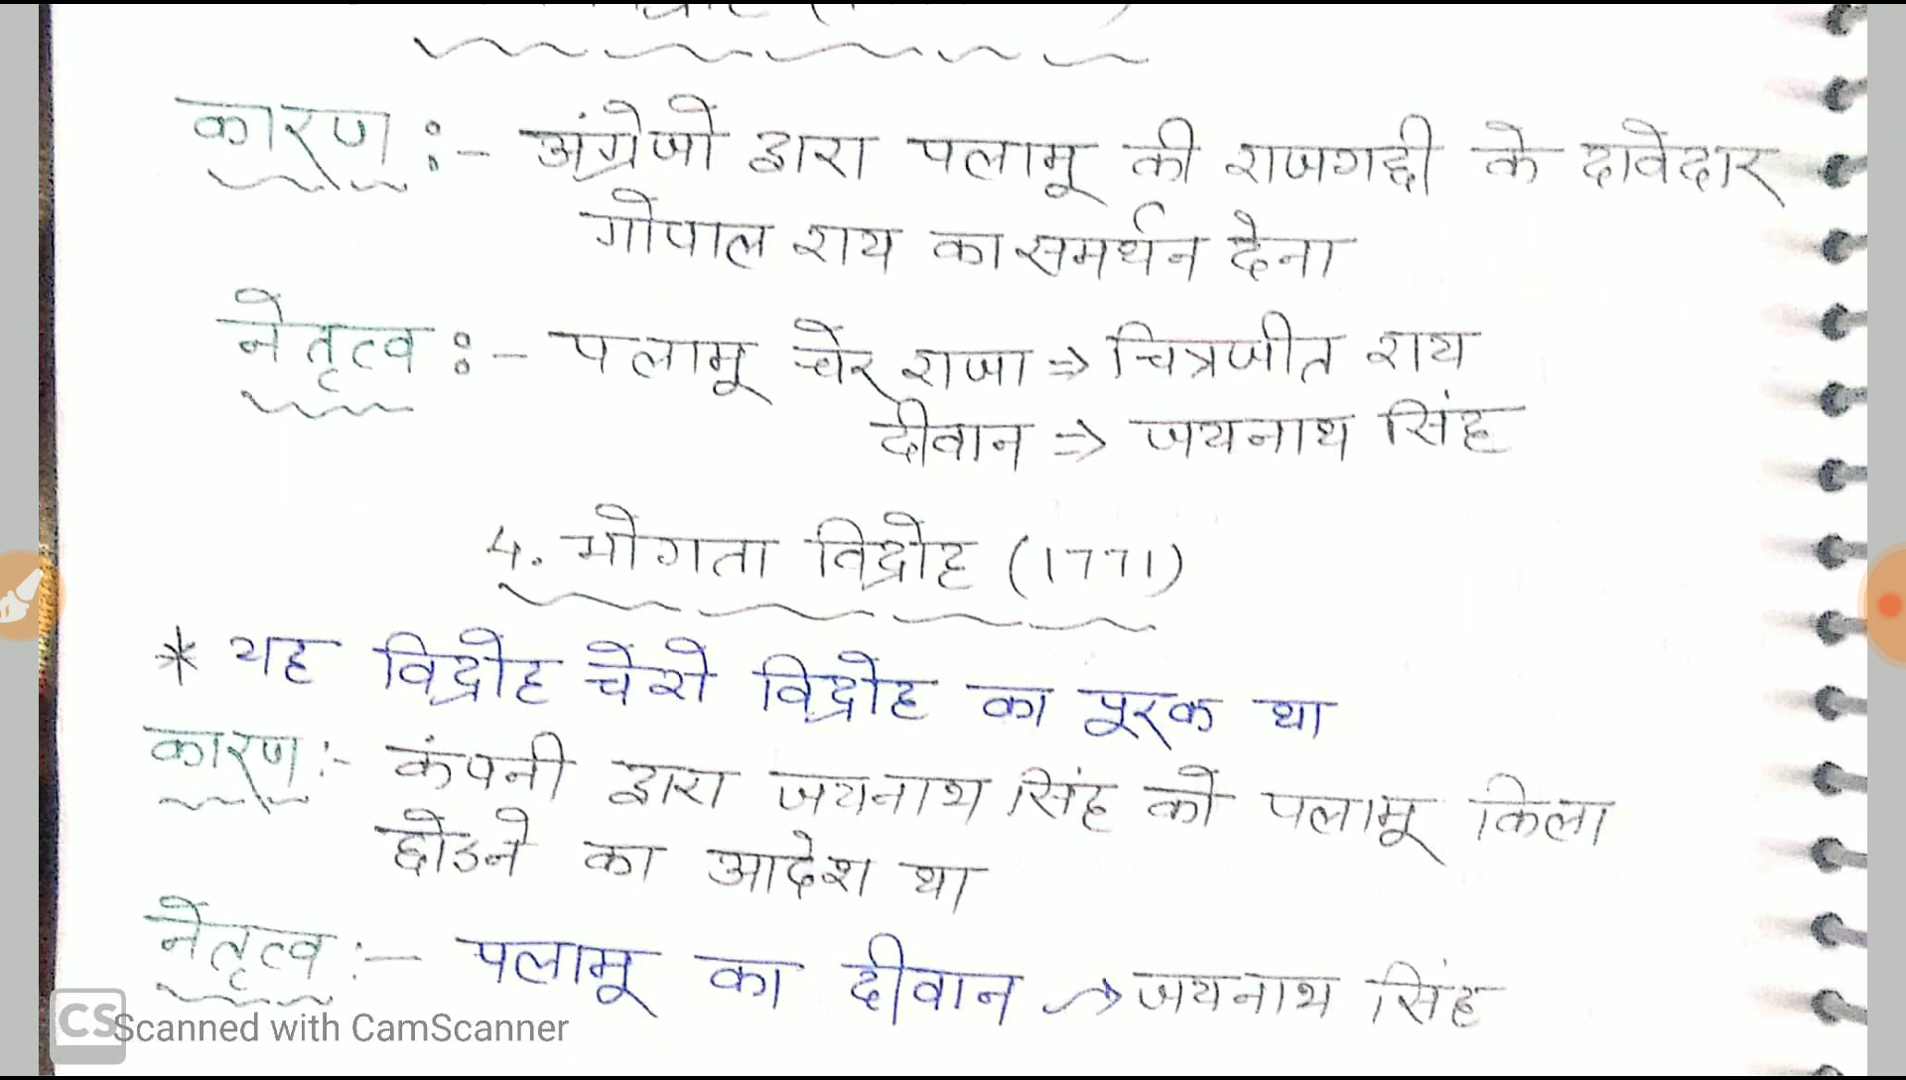 कारण :- अंग्रेजो द्वारा पलामू की राजगद्दी के दावेदार
गोपाल राय का समर्थन देना
नेतृत्व :- पलामू चेर राजा ⇒ चित्रजीत राय
दीवान ⇒ जयनाथ सिंह
4. भोगता विद्रोह (1771)
* यह विद्रोह चेरो विद्रोह का पूरक था
कारण :- कंपनी द्वारा जयनाथ सिंह को पलामू किला
छोडने का आदेश था
नेतृत्व :- पलामू का दीवान → जयनाथ सिंह
CS Scanned with CamScanner